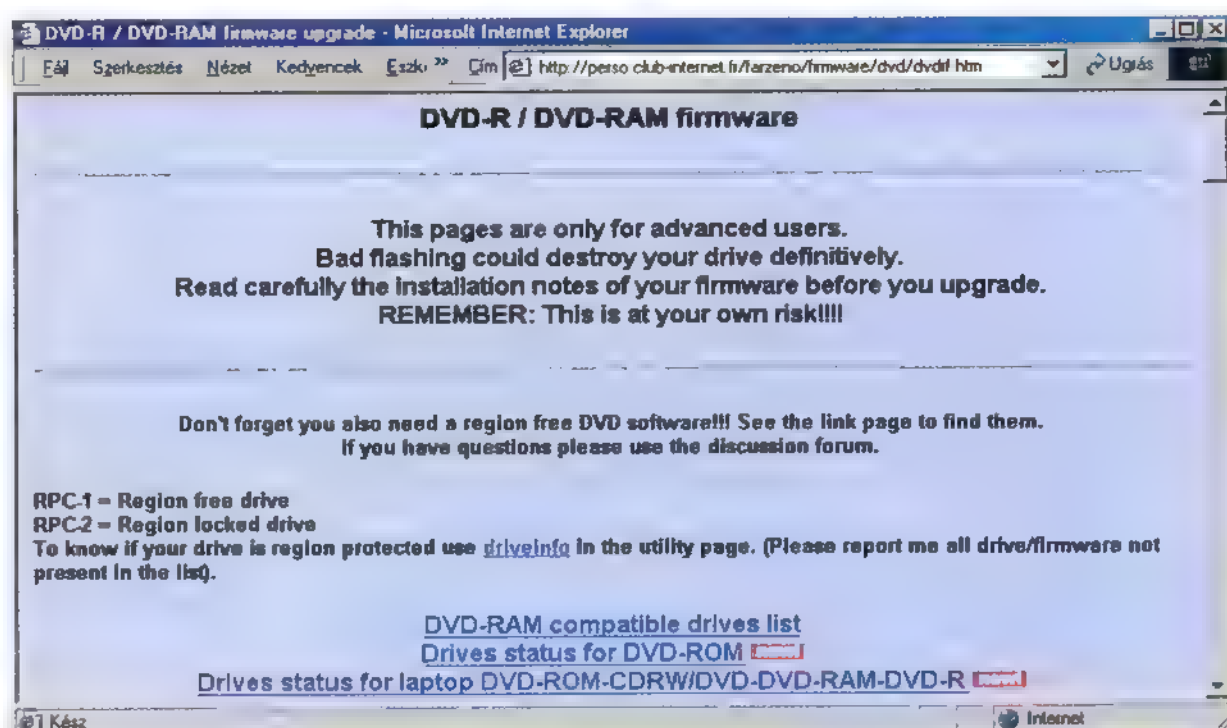 DVD-R / DVD-RAM firmware upgrade - Microsoft Internet Explorer
Fájl Szerkesztés Nézet Kedvencek Eszkö » Cím http://perso.club-internet.fr/farzeno/firmware/dvd/dvdrf.htm Ugrás
DVD-R / DVD-RAM firmware
This pages are only for advanced users.
Bad flashing could destroy your drive definitively.
Read carefully the installation notes of your firmware before you upgrade.
REMEMBER: This is at your own risk!!!!
Don't forget you also need a region free DVD software!!! See the link page to find them.
If you have questions please use the discussion forum.
RPC-1 = Region free drive
RPC-2 = Region locked drive
To know if your drive is region protected use driveinfo in the utility page. (Please report me all drive/firmware not
present in the list).
DVD-RAM compatible drives list
Drives status for DVD-ROM
Drives status for laptop DVD-ROM-CDRW/DVD-DVD-RAM-DVD-R
Kész Internet